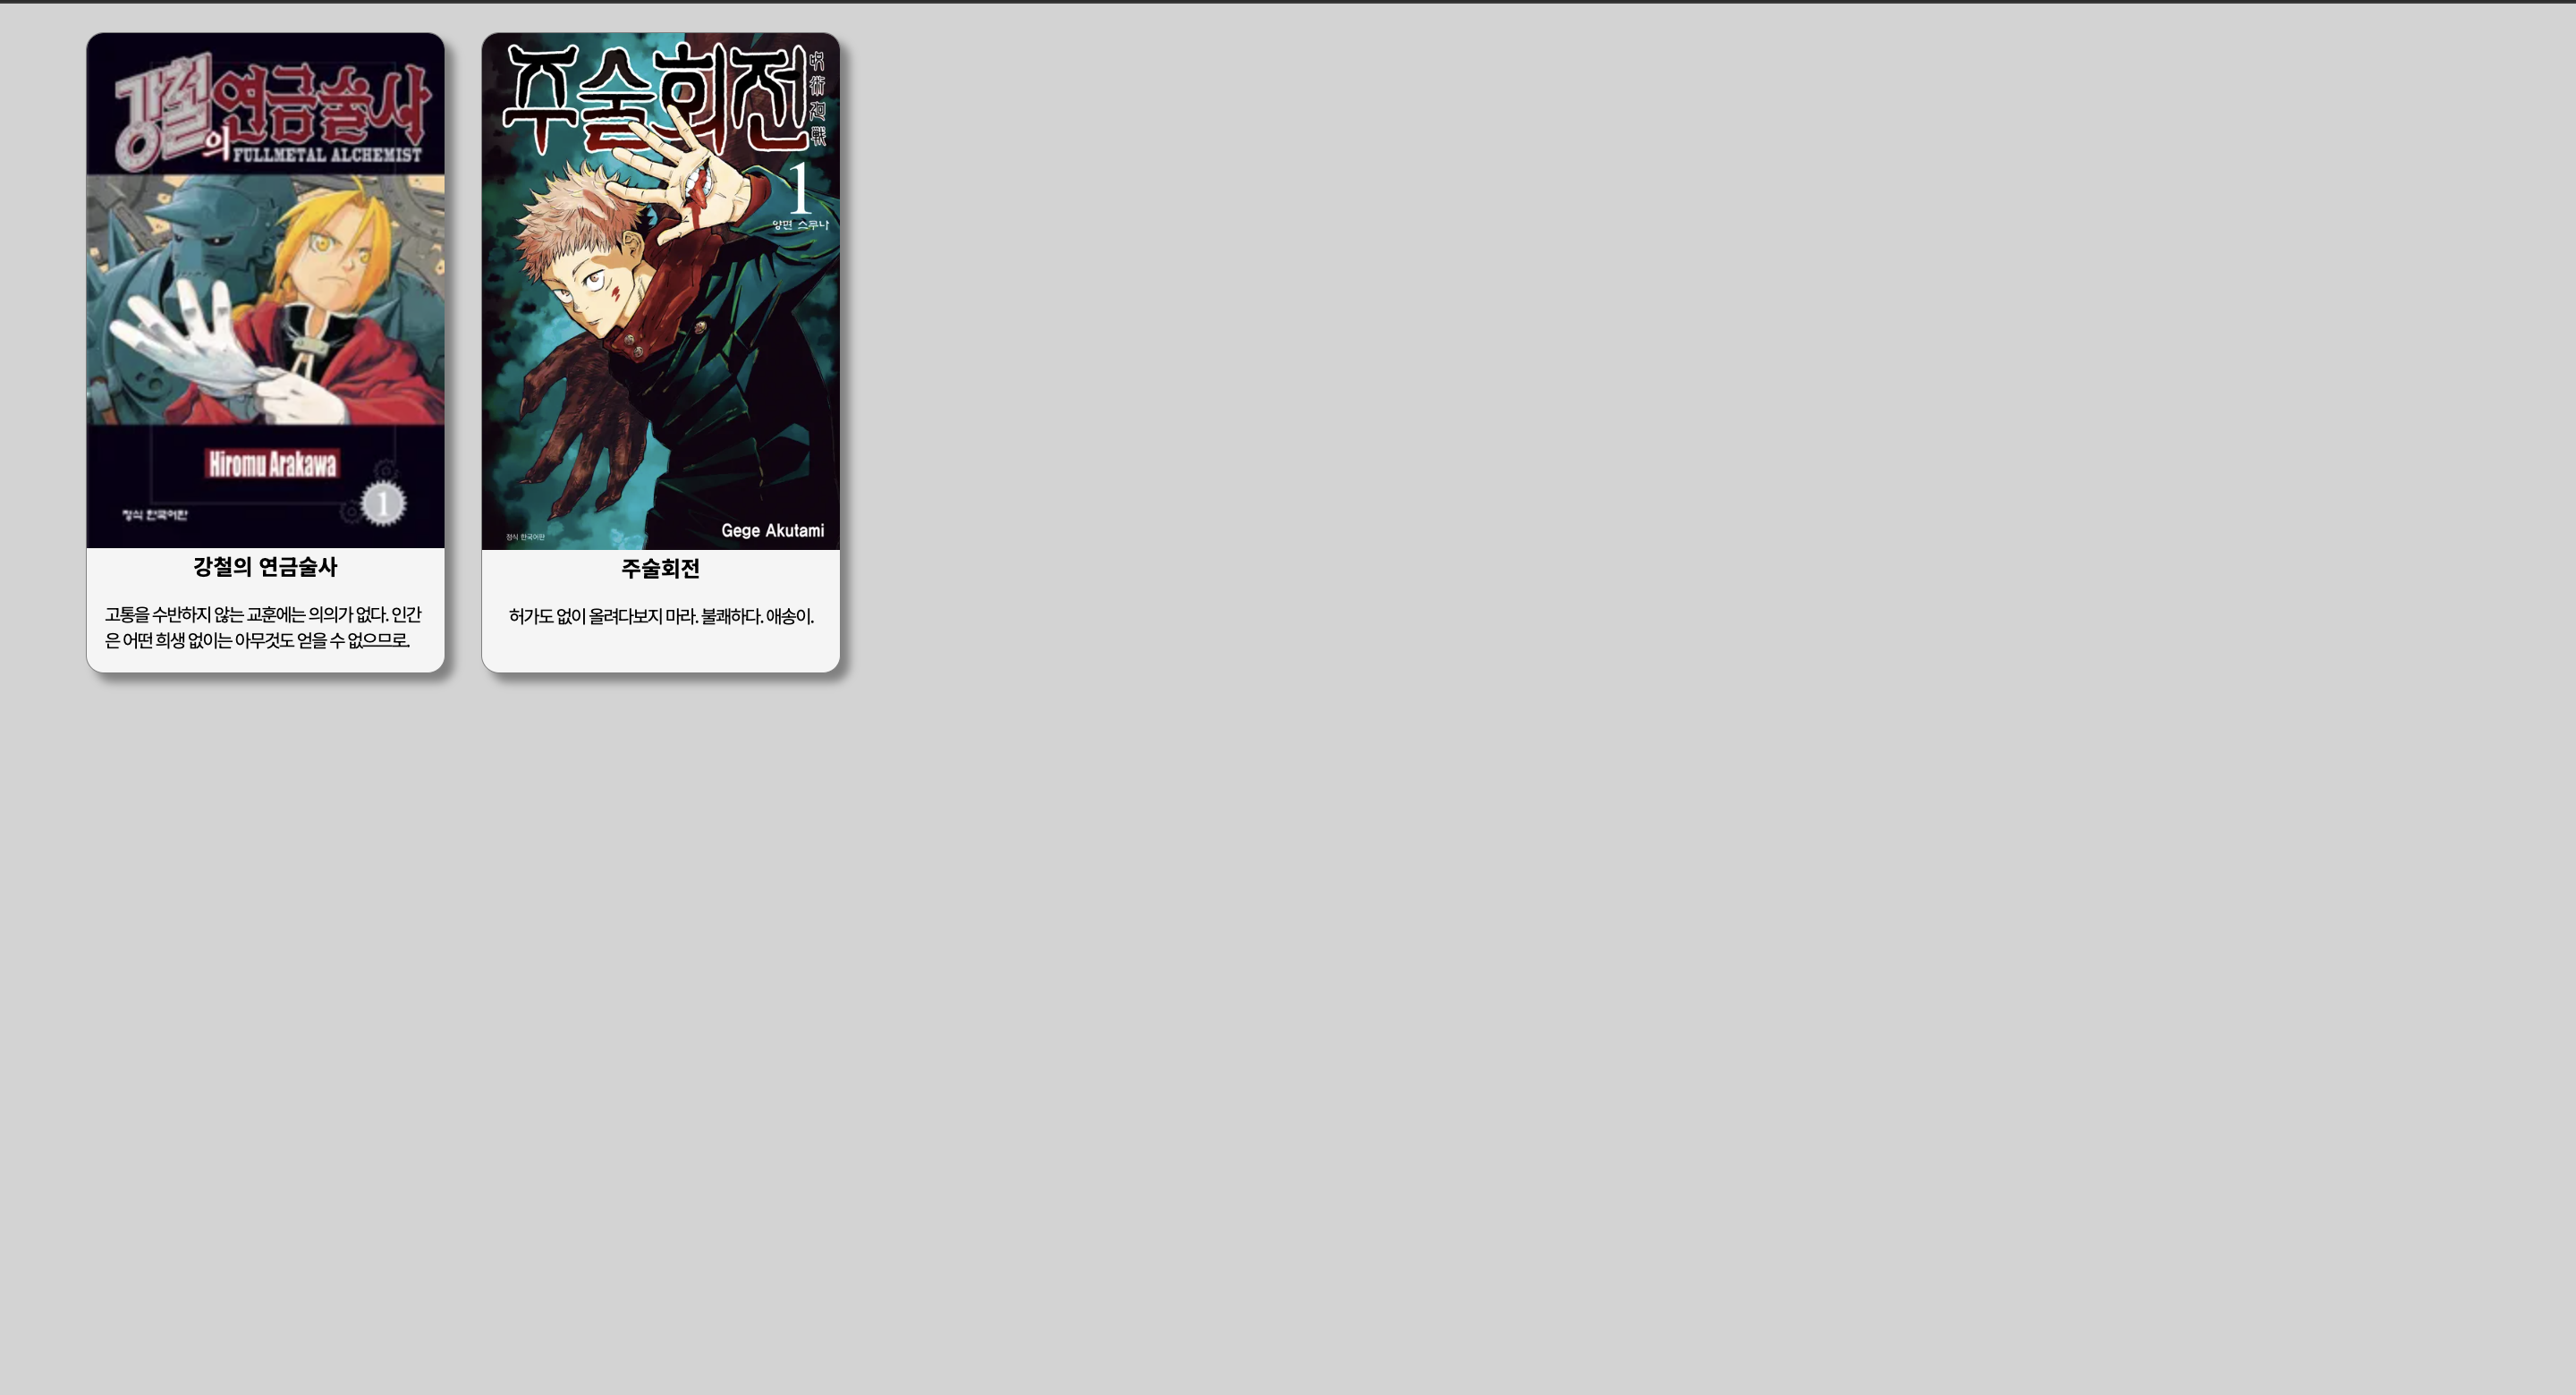 강철의 연금술사
FULLMETAL ALCHEMIST
Hiromu Arakawa
1
정식 한국어판
강철의 연금술사
고통을 수반하지 않는 교훈에는 의의가 없다. 인간
은 어떤 희생 없이는 아무것도 얻을 수 없으므로.
주술회전
呪術廻戦
1
양면 스쿠나
Gege Akutami
정식 한국어판
주술회전
허가도 없이 올려다보지 마라. 불쾌하다. 애송이.